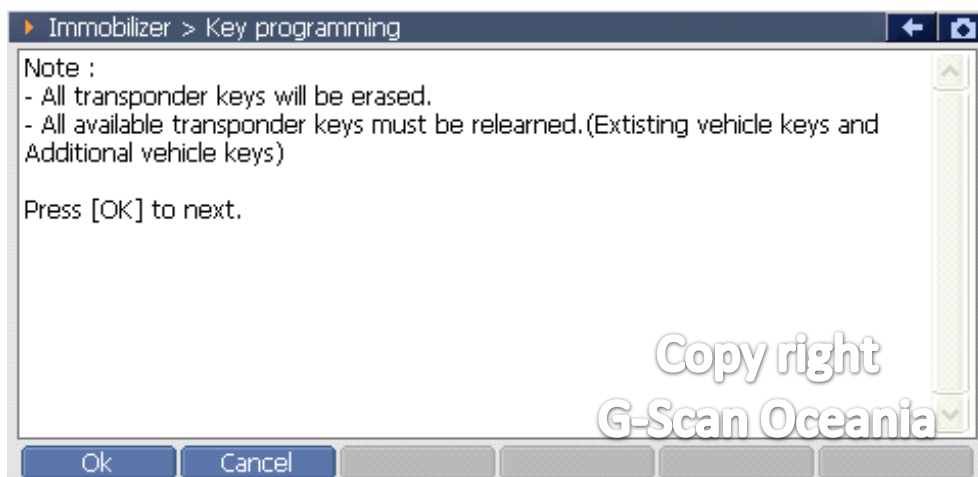 Immobilizer > Key programming
Note :
- All transponder keys will be erased.
- All available transponder keys must be relearned.(Extisting vehicle keys and
Additional vehicle keys)
Press [OK] to next.
Copy right
G-Scan Oceania
Ok
Cancel